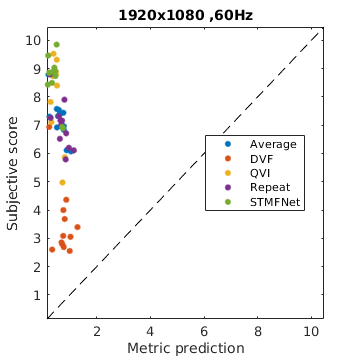 1920x1080 ,60Hz
Subjective score
10
9
8
7
6
5
4
3
2
1
Average
DVF
QVI
Repeat
STMFNet
2 4 6 8 10
Metric prediction